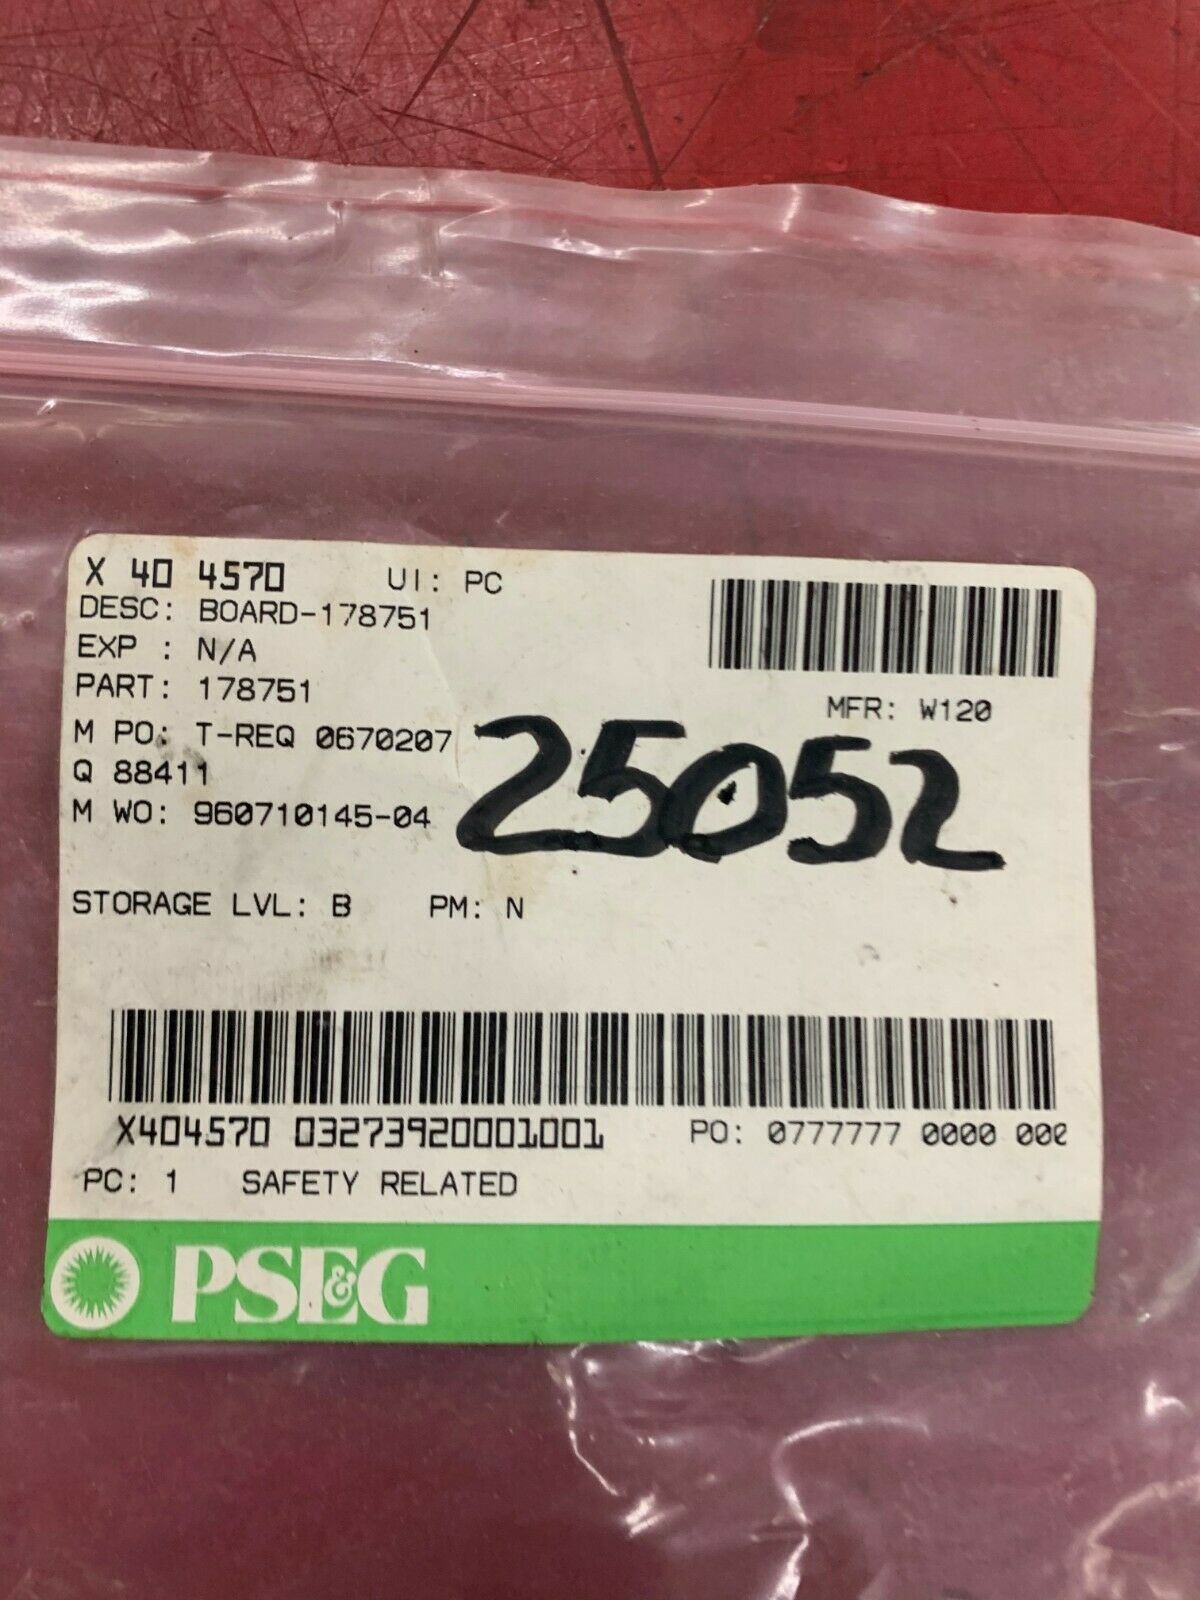 X 40 4570 UI: PC
DESC: BOARD-178751
EXP : N/A
PART: 178751
MFR: W120
M PO: T-REQ 0670207
Q 88411
M WO: 960710145-04
25052
STORAGE LVL: B PM: N
X404570 03273920001001 PO: 0777777 0000 000
PC: 1 SAFETY RELATED
PSE&G